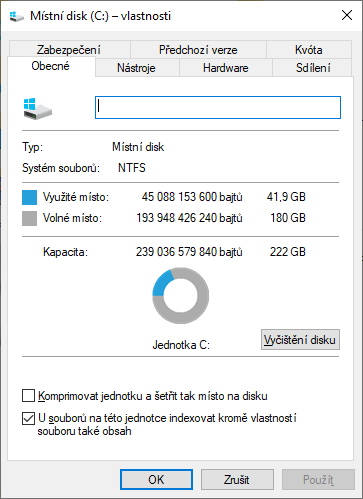 Místní disk (C:) – vlastnosti
Zabezpečení Předchozí verze Kvóta
Obecné Nástroje Hardware Sdílení
Typ: Místní disk
Systém souborů: NTFS
Využité místo: 45 088 153 600 bajtů 41,9 GB
Volné místo: 193 948 426 240 bajtů 180 GB
Kapacita: 239 036 579 840 bajtů 222 GB
Jednotka C: Vyčištění disku
Komprimovat jednotku a šetřit tak místo na disku
U souborů na této jednotce indexovat kromě vlastností
souboru také obsah
OK Zrušit Použít